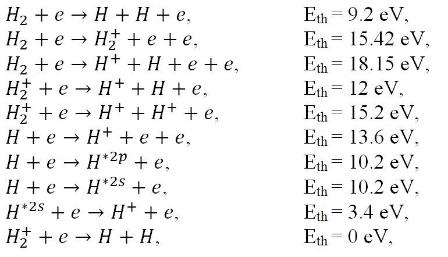 H₂ + e → H + H + e, Eth = 9.2 eV,
H₂ + e → H₂⁺ + e + e, Eth = 15.42 eV,
H₂ + e → H⁺ + H + e + e, Eth = 18.15 eV,
H₂⁺ + e → H⁺ + H + e, Eth = 12 eV,
H₂⁺ + e → H⁺ + H⁺ + e, Eth = 15.2 eV,
H + e → H⁺ + e + e, Eth = 13.6 eV,
H + e → H*²ᵖ + e, Eth = 10.2 eV,
H + e → H*²ˢ + e, Eth = 10.2 eV,
H*²ˢ + e → H⁺ + e, Eth = 3.4 eV,
H₂⁺ + e → H + H, Eth = 0 eV,